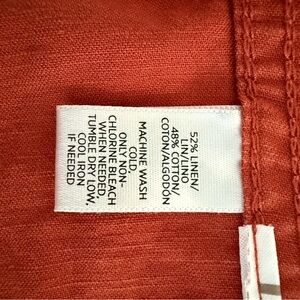 52% LINEN/
LIN/LINO
48% COTTON/
COTON/ALGODÓN
MACHINE WASH
COLD,
ONLY NON-
CHLORINE BLEACH
WHEN NEEDED,
TUMBLE DRY LOW,
COOL IRON
IF NEEDED